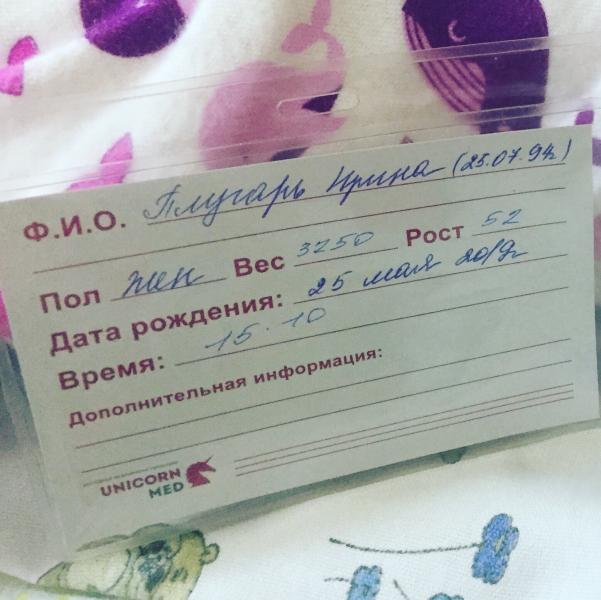 Ф.И.О. Плугарь Ирина (25.07.94г.)
Пол жен Вес 3250 Рост 52
Дата рождения: 25 мая 2019г
Время: 15.10
Дополнительная информация:
UNICORN
MED